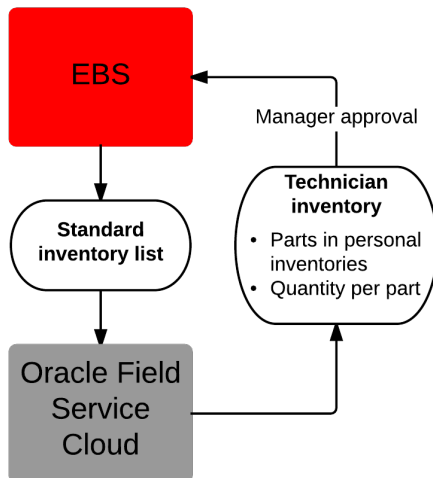 EBS
Manager approval
Technician
inventory
• Parts in personal
inventories
• Quantity per part
Standard
inventory list
Oracle Field
Service
Cloud